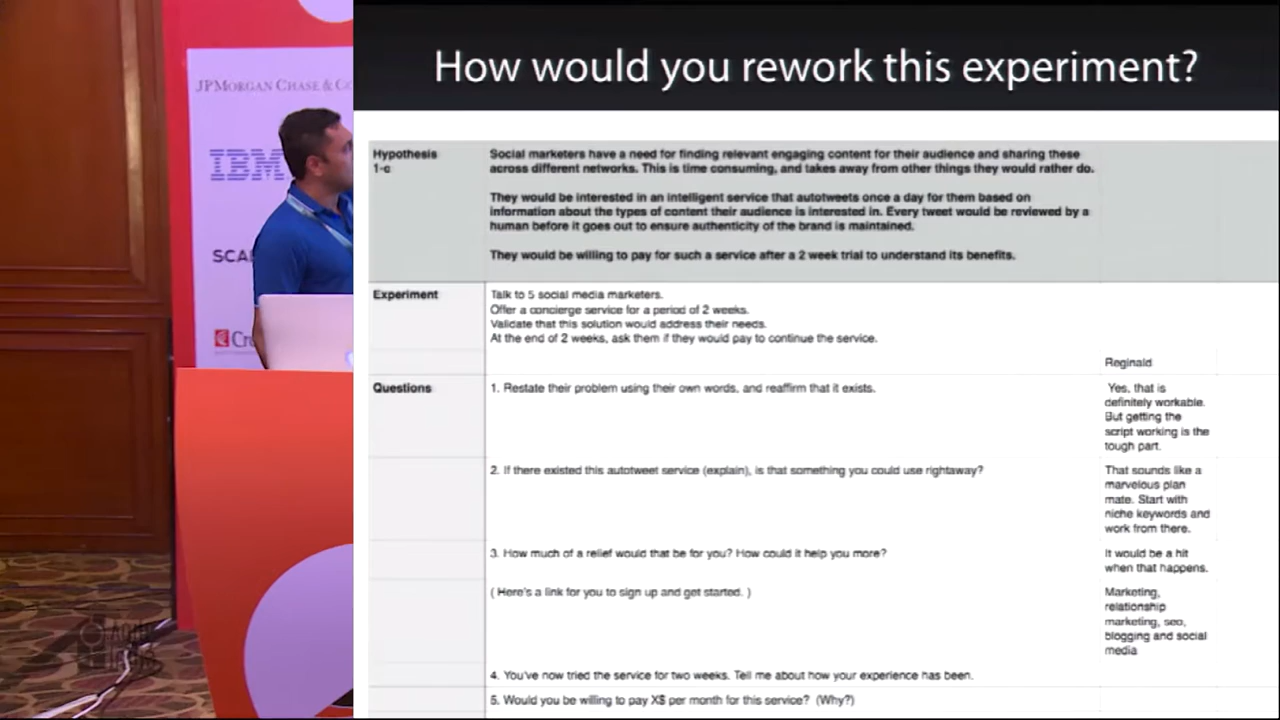 How would you rework this experiment?
JPMORGAN CHASE & CO
IBM
SCA
Cro
Hypothesis
1-c
Social marketers have a need for finding relevant engaging content for their audience and sharing these
across different networks. This is time consuming, and takes away from other things they would rather do.
They would be interested in an intelligent service that autotweets once a day for them based on
information about the types of content their audience is interested in. Every tweet would be reviewed by a
human before it goes out to ensure authenticity of the brand is maintained.
They would be willing to pay for such a service after a 2 week trial to understand its benefits.
Experiment
Talk to 5 social media marketers.
Offer a concierge service for a period of 2 weeks.
Validate that this solution would address their needs.
At the end of 2 weeks, ask them if they would pay to continue the service.
Reginald
Questions
1. Restate their problem using their own words, and reaffirm that it exists.
Yes, that is
definitely workable.
But getting the
script working is the
tough part.
2. If there existed this autotweet service (explain), is that something you could use rightaway?
That sounds like a
marvelous plan
mate. Start with
niche keywords and
work from there.
3. How much of a relief would that be for you? How could it help you more?
It would be a hit
when that happens.
( Here's a link for you to sign up and get started. )
Marketing,
relationship
marketing, seo,
blogging and social
media
4. You've now tried the service for two weeks. Tell me about how your experience has been.
5. Would you be willing to pay X$ per month for this service? (Why?)